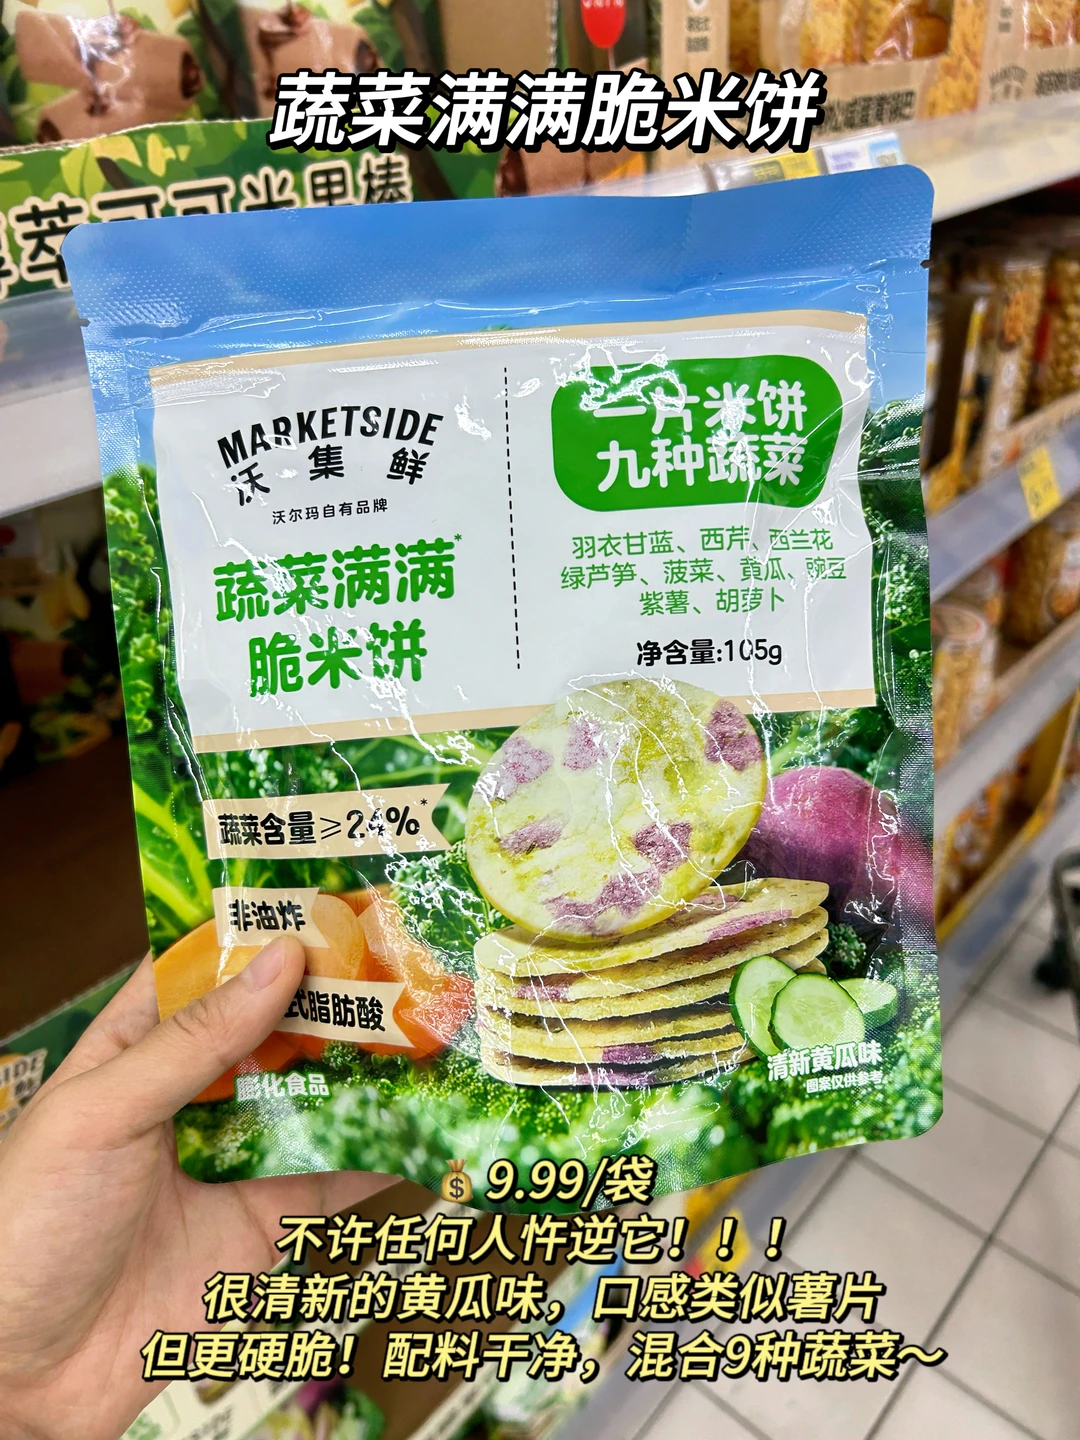 蔬菜满满脆米饼
萃可可米果棒
MARKETSIDE
沃集鲜
沃尔玛自有品牌
蔬菜满满*
脆米饼
一片米饼
九种蔬菜
羽衣甘蓝、西芹、西兰花
绿芦笋、菠菜、黄瓜、豌豆
紫薯、胡萝卜
净含量:105g
蔬菜含量≥24%*
非油炸
式脂肪酸
膨化食品
清新黄瓜味
图案仅供参考
💰9.99/袋
不许任何人忤逆它！！！
很清新的黄瓜味，口感类似薯片
但更硬脆！配料干净，混合9种蔬菜～